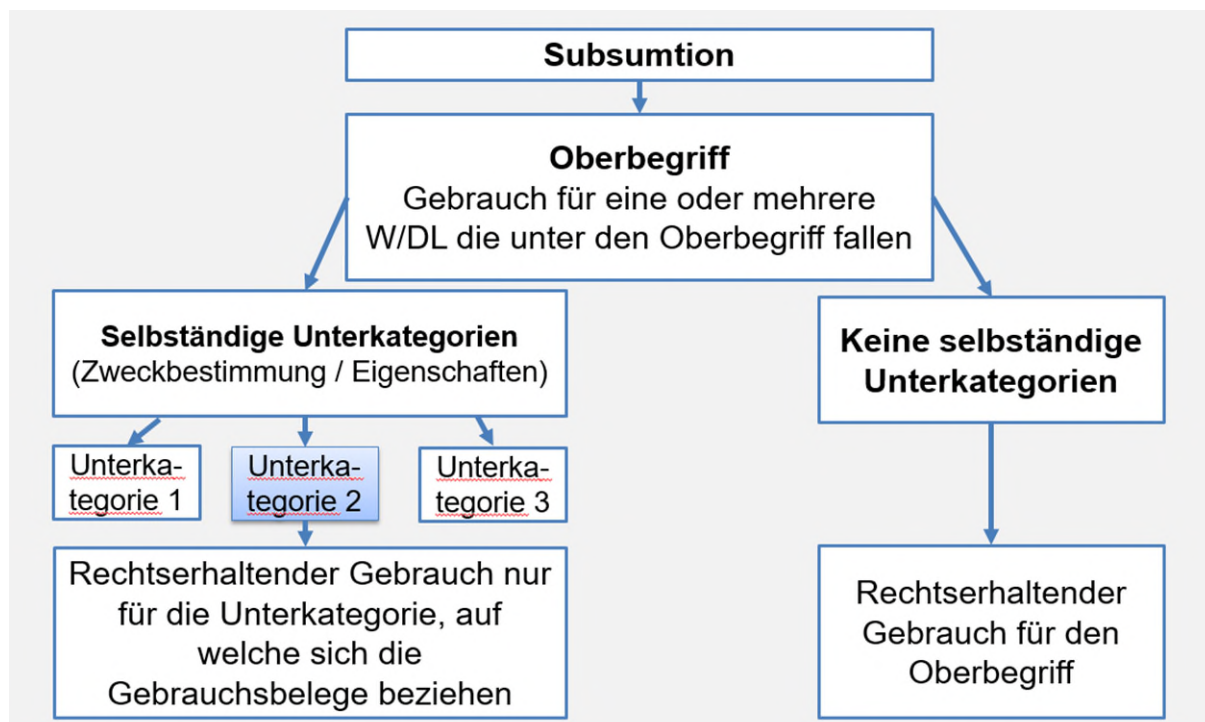 Subsumtion
Oberbegriff
Gebrauch für eine oder mehrere
W/DL die unter den Oberbegriff fallen
Selbständige Unterkategorien
(Zweckbestimmung / Eigenschaften)
Keine selbständige
Unterkategorien
Unterka-
tegorie 1
Unterka-
tegorie 2
Unterka-
tegorie 3
Rechtserhaltender Gebrauch nur
für die Unterkategorie, auf
welche sich die
Gebrauchsbelege beziehen
Rechtserhaltender
Gebrauch für den
Oberbegriff